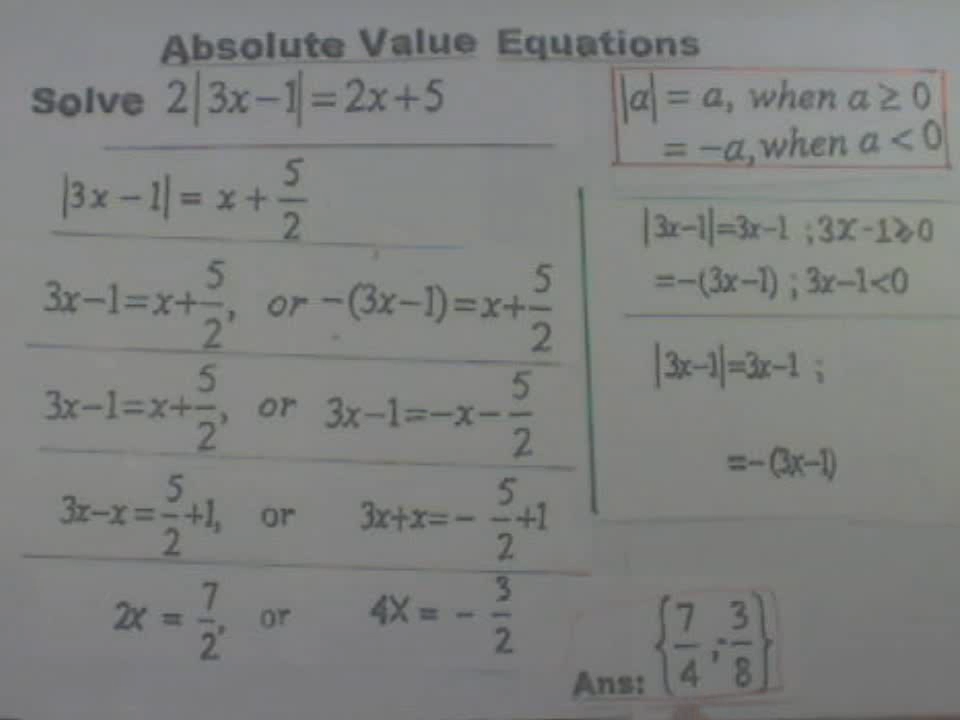 Absolute Value Equations
Solve 2|3x−1|=2x+5
|3x−1|= x+5/2
3x−1=x+5/2, or −(3x−1)=x+5/2
3x−1=x+5/2, or 3x−1=−x−5/2
3x−x=5/2+1, or 3x+x=−5/2+1
2x = 7/2, or 4X = −3/2
|a| = a, when a ≥ 0
= −a, when a < 0
|3x−1|=3x−1 ;3X-1≥0
=−(3x−1) ; 3x−1<0
|3x−1|=3x−1 ;
=−(3x−1)
Ans: {7/4 ,-3/8}